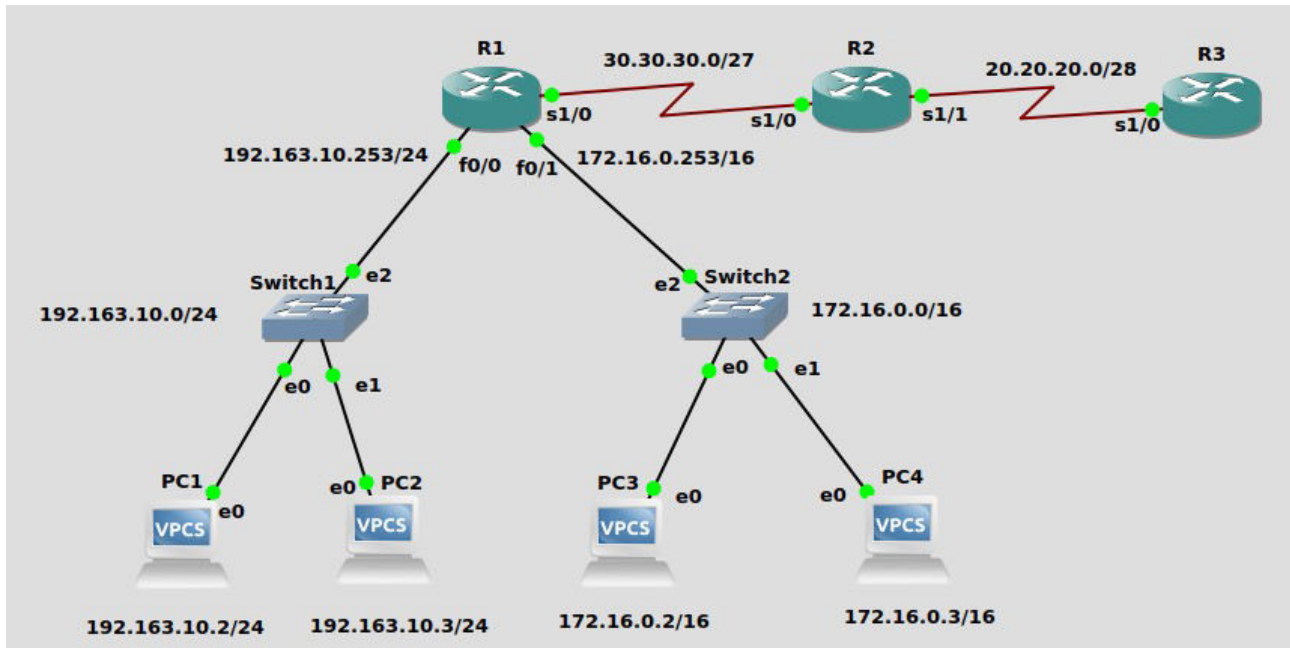 R1
30.30.30.0/27
R2
20.20.20.0/28
R3
s1/0
s1/0
s1/1
s1/0
192.163.10.253/24
f0/0
f0/1
172.16.0.253/16
Switch1
e2
e2
Switch2
192.163.10.0/24
172.16.0.0/16
e0
e1
e0
e1
PC1
e0
e0
PC2
PC3
e0
e0
PC4
VPCS
VPCS
VPCS
VPCS
192.163.10.2/24
192.163.10.3/24
172.16.0.2/16
172.16.0.3/16